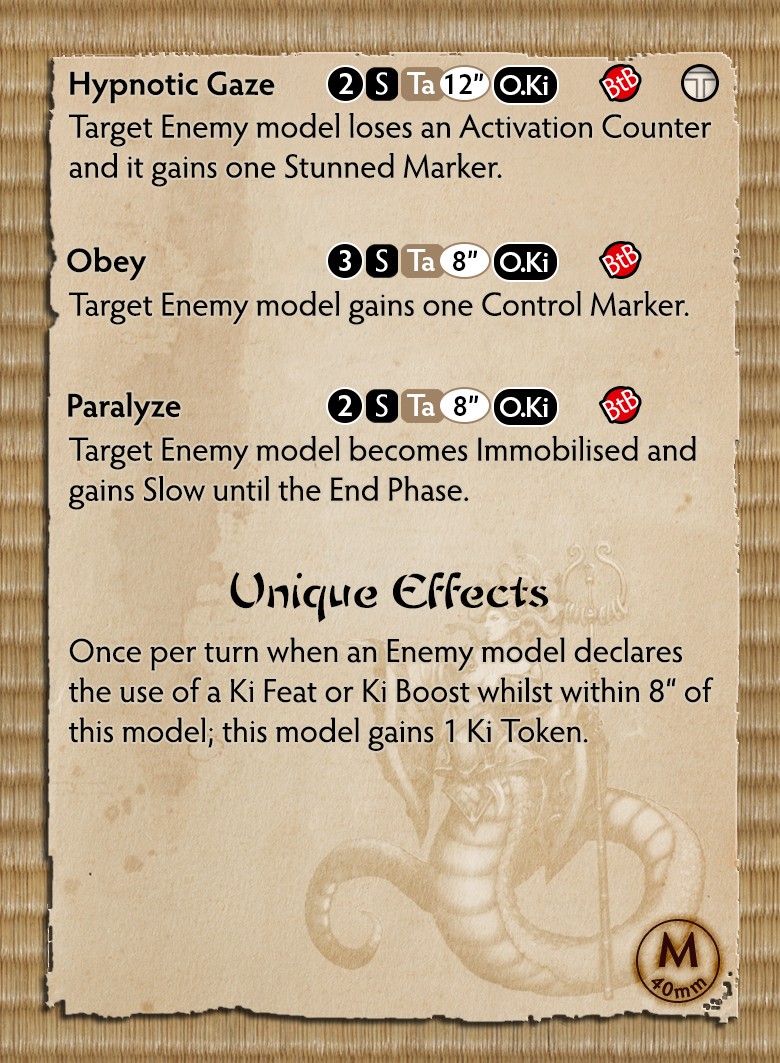 Hypnotic Gaze 2 S Ta 12" O.Ki BtB T
Target Enemy model loses an Activation Counter
and it gains one Stunned Marker.
Obey 3 S Ta 8" O.Ki BtB
Target Enemy model gains one Control Marker.
Paralyze 2 S Ta 8" O.Ki BtB
Target Enemy model becomes Immobilised and
gains Slow until the End Phase.
Unique Effects
Once per turn when an Enemy model declares
the use of a Ki Feat or Ki Boost whilst within 8" of
this model; this model gains 1 Ki Token.
M
40mm